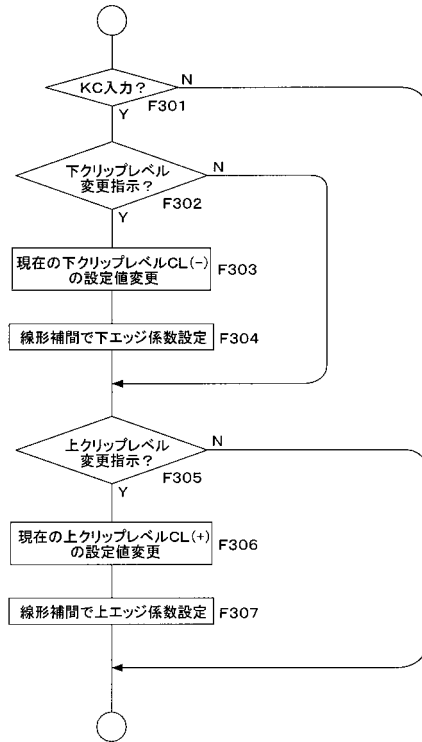 KC入力？
N
F301
Y
下クリップレベル
変更指示？
N
F302
Y
現在の下クリップレベルCL(-)
の設定値変更
F303
線形補間で下エッジ係数設定
F304
上クリップレベル
変更指示？
N
F305
Y
現在の上クリップレベルCL(+)
の設定値変更
F306
線形補間で上エッジ係数設定
F307